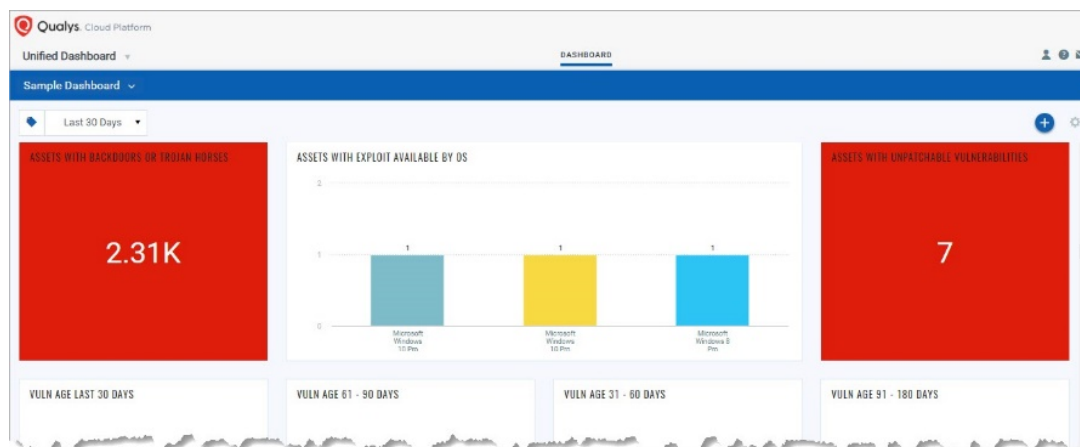 Qualys. Cloud Platform
Unified Dashboard
DASHBOARD
Sample Dashboard
Last 30 Days
ASSETS WITH BACKDOORS OR TROJAN HORSES
2.31K
ASSETS WITH EXPLOIT AVAILABLE BY OS
2
1
0
1
1
1
Microsoft
Windows
10 Pro
Microsoft
Windows
10 Pro
Microsoft
Windows 8
Pro
ASSETS WITH UNPATCHABLE VULNERABILITIES
7
VULN AGE LAST 30 DAYS
VULN AGE 61 - 90 DAYS
VULN AGE 31 - 60 DAYS
VULN AGE 91 - 180 DAYS